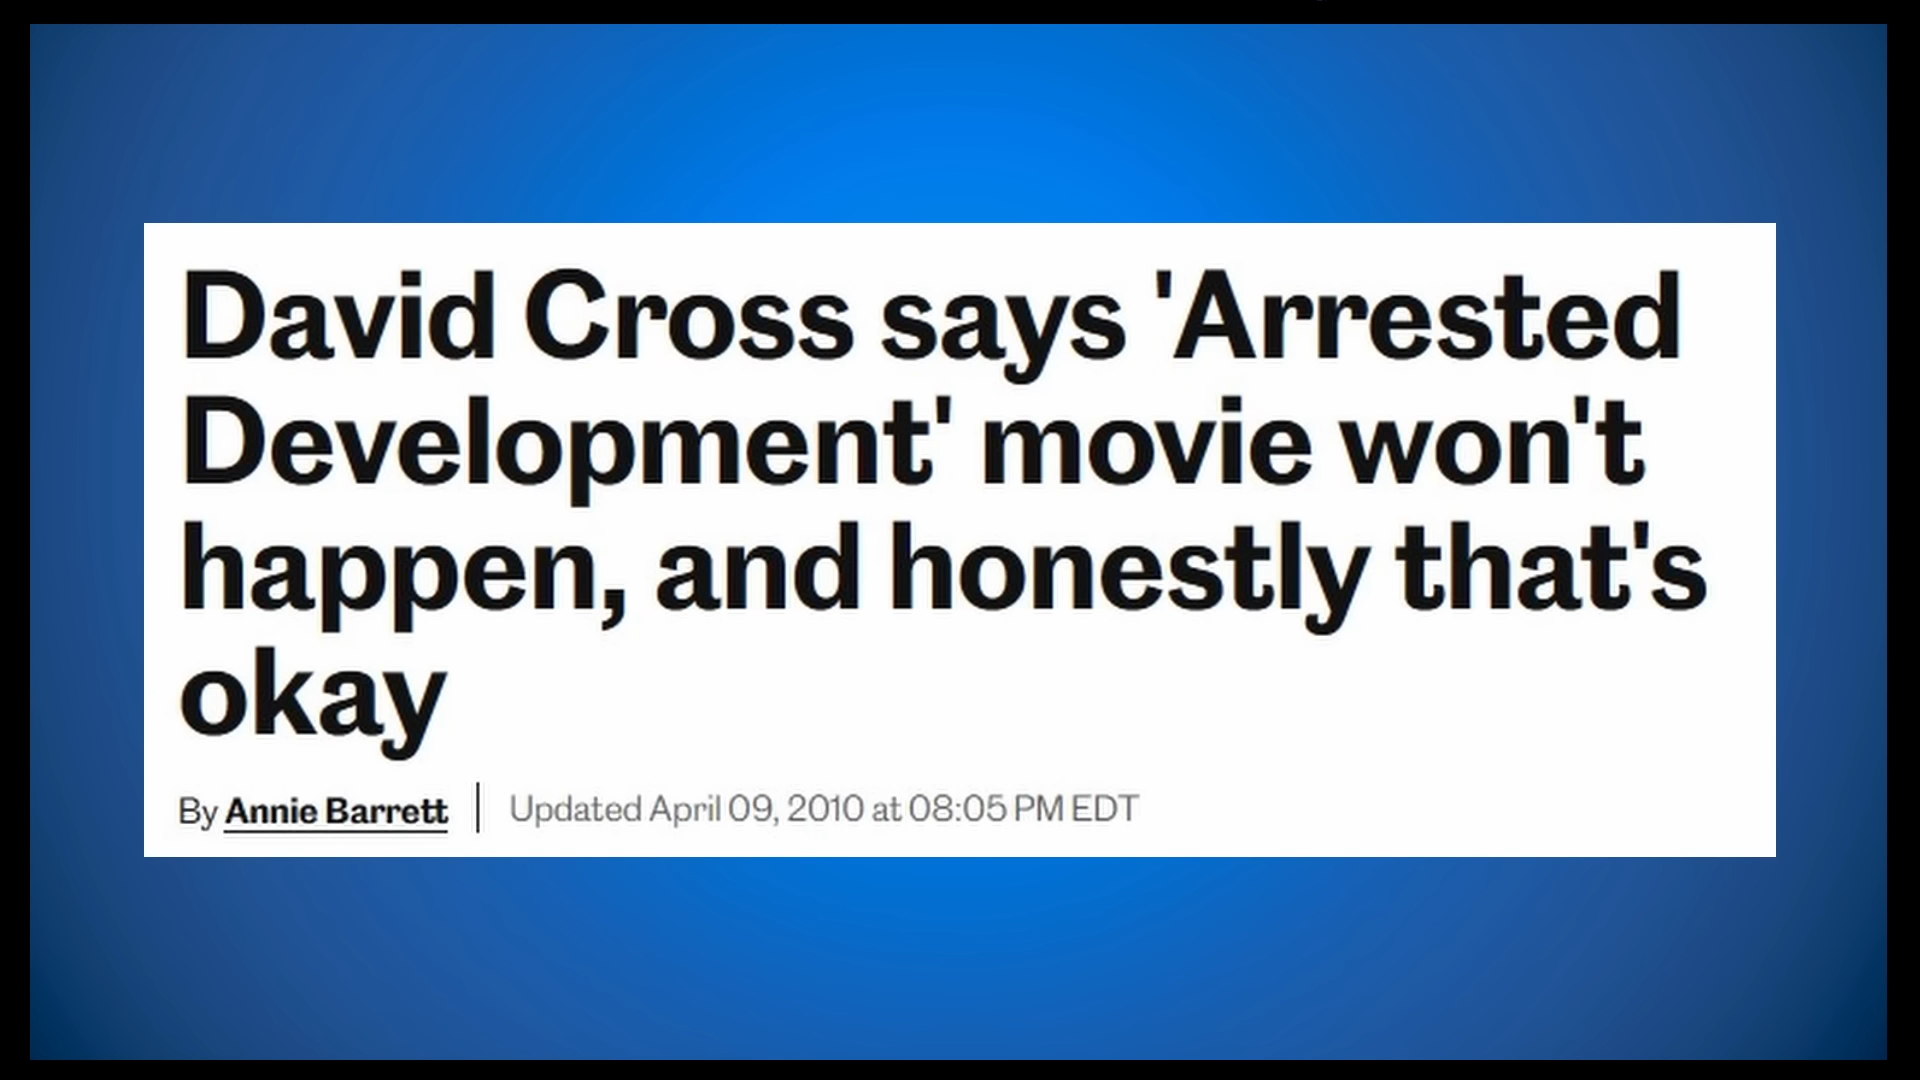 David Cross says 'Arrested
Development' movie won't
happen, and honestly that's
okay
By Annie Barrett | Updated April 09, 2010 at 08:05 PM EDT